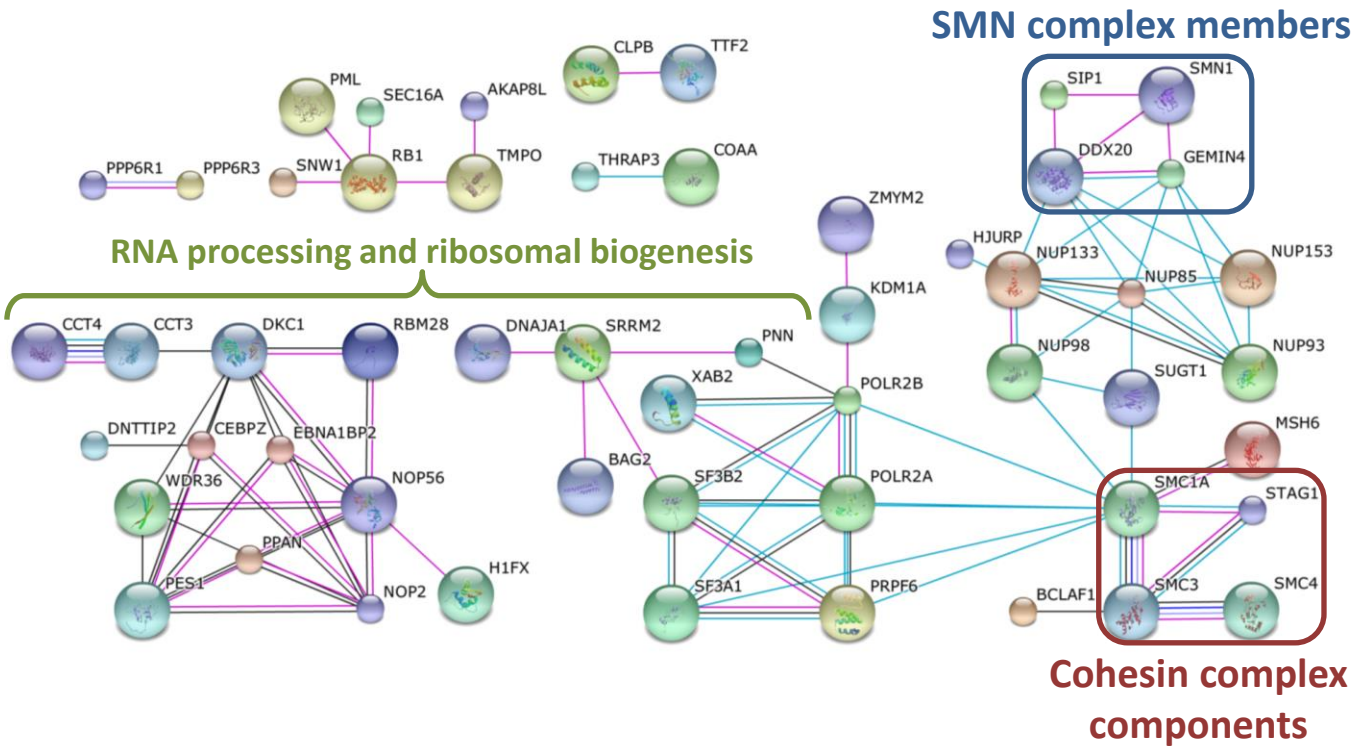 SMN complex members
CLPB
TTF2
PML
SEC16A
AKAP8L
SIP1
SMN1
PPP6R1
PPP6R3
SNW1
RB1
TMPO
THRAP3
COAA
DDX20
GEMIN4
ZMYM2
RNA processing and ribosomal biogenesis
HJURP
NUP133
NUP85
NUP153
KDM1A
CCT4
CCT3
DKC1
RBM28
DNAJA1
SRRM2
PNN
NUP98
SUGT1
NUP93
XAB2
POLR2B
DNTTIP2
CEBPZ
EBNA1BP2
MSH6
BAG2
WDR36
NOP56
SF3B2
POLR2A
SMC1A
STAG1
PPAN
H1FX
PES1
NOP2
SF3A1
PRPF6
BCLAF1
SMC3
SMC4
Cohesin complex
components